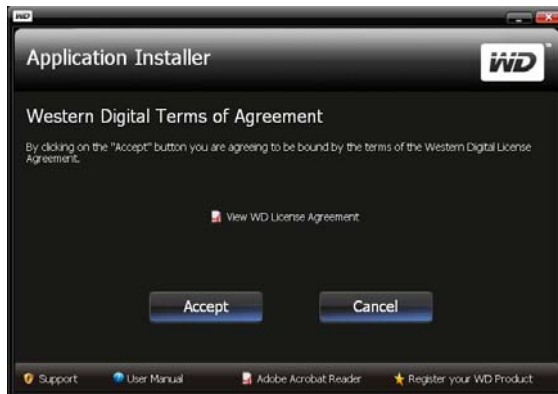 WD
Application Installer
WD
Western Digital Terms of Agreement
By clicking on the "Accept" button you are agreeing to be bound by the terms of the Western Digital License
Agreement.
View WD License Agreement
Accept
Cancel
Support
User Manual
Adobe Acrobat Reader
Register your WD Product